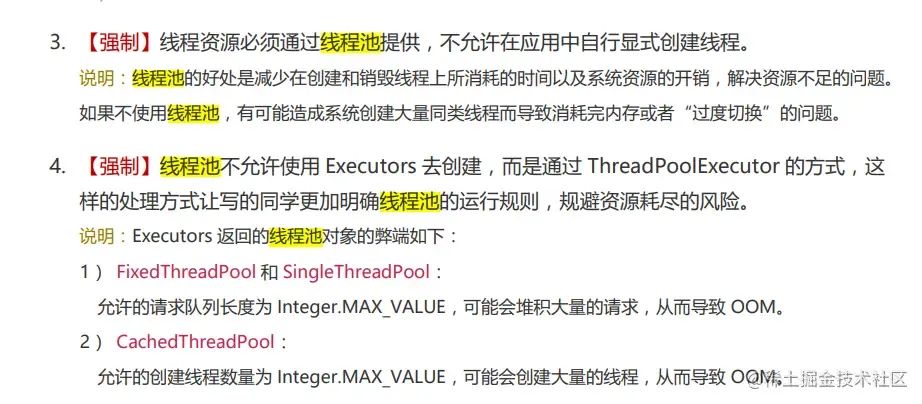 3. 【强制】线程资源必须通过线程池提供，不允许在应用中自行显式创建线程。
说明：线程池的好处是减少在创建和销毁线程上所消耗的时间以及系统资源的开销，解决资源不足的问题。
如果不使用线程池，有可能造成系统创建大量同类线程而导致消耗完内存或者“过度切换”的问题。
4. 【强制】线程池不允许使用 Executors 去创建，而是通过 ThreadPoolExecutor 的方式，这
样的处理方式让写的同学更加明确线程池的运行规则，规避资源耗尽的风险。
说明：Executors 返回的线程池对象的弊端如下：
1） FixedThreadPool 和 SingleThreadPool：
允许的请求队列长度为 Integer.MAX_VALUE，可能会堆积大量的请求，从而导致 OOM。
2） CachedThreadPool：
允许的创建线程数量为 Integer.MAX_VALUE，可能会创建大量的线程，从而导致 OOM。
@稀土掘金技术社区